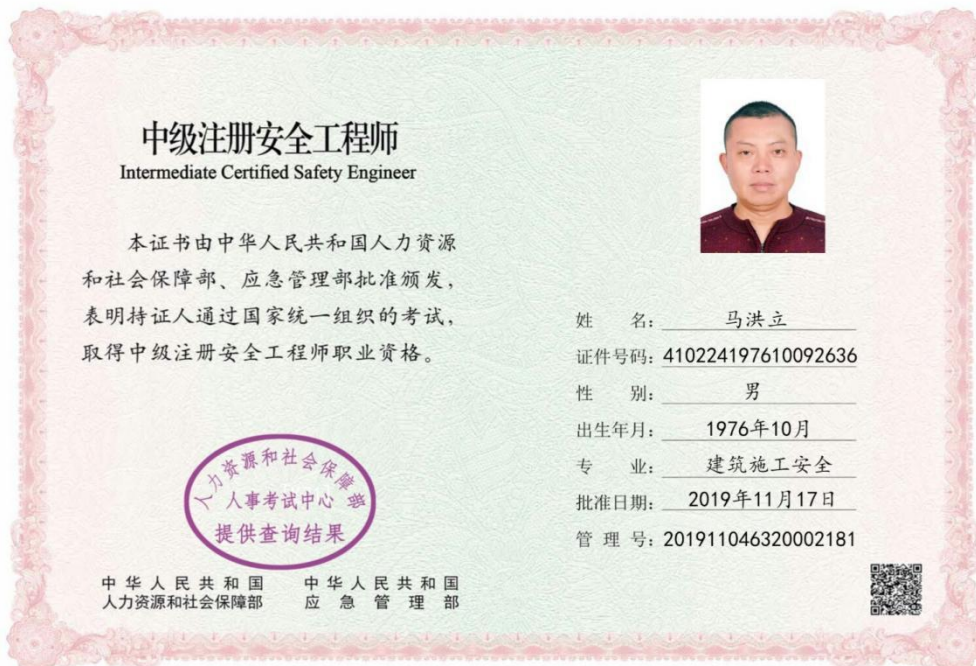 中级注册安全工程师
Intermediate Certified Safety Engineer
本证书由中华人民共和国人力资源
和社会保障部、应急管理部批准颁发，
表明持证人通过国家统一组织的考试，
取得中级注册安全工程师职业资格。
人力资源和社会保障部
人事考试中心
提供查询结果
中华人民共和国
人力资源和社会保障部
中华人民共和国
应急管理部
姓 名：马洪立
证件号码：410224197610092636
性 别：男
出生年月：1976年10月
专 业：建筑施工安全
批准日期：2019年11月17日
管 理 号：201911046320002181